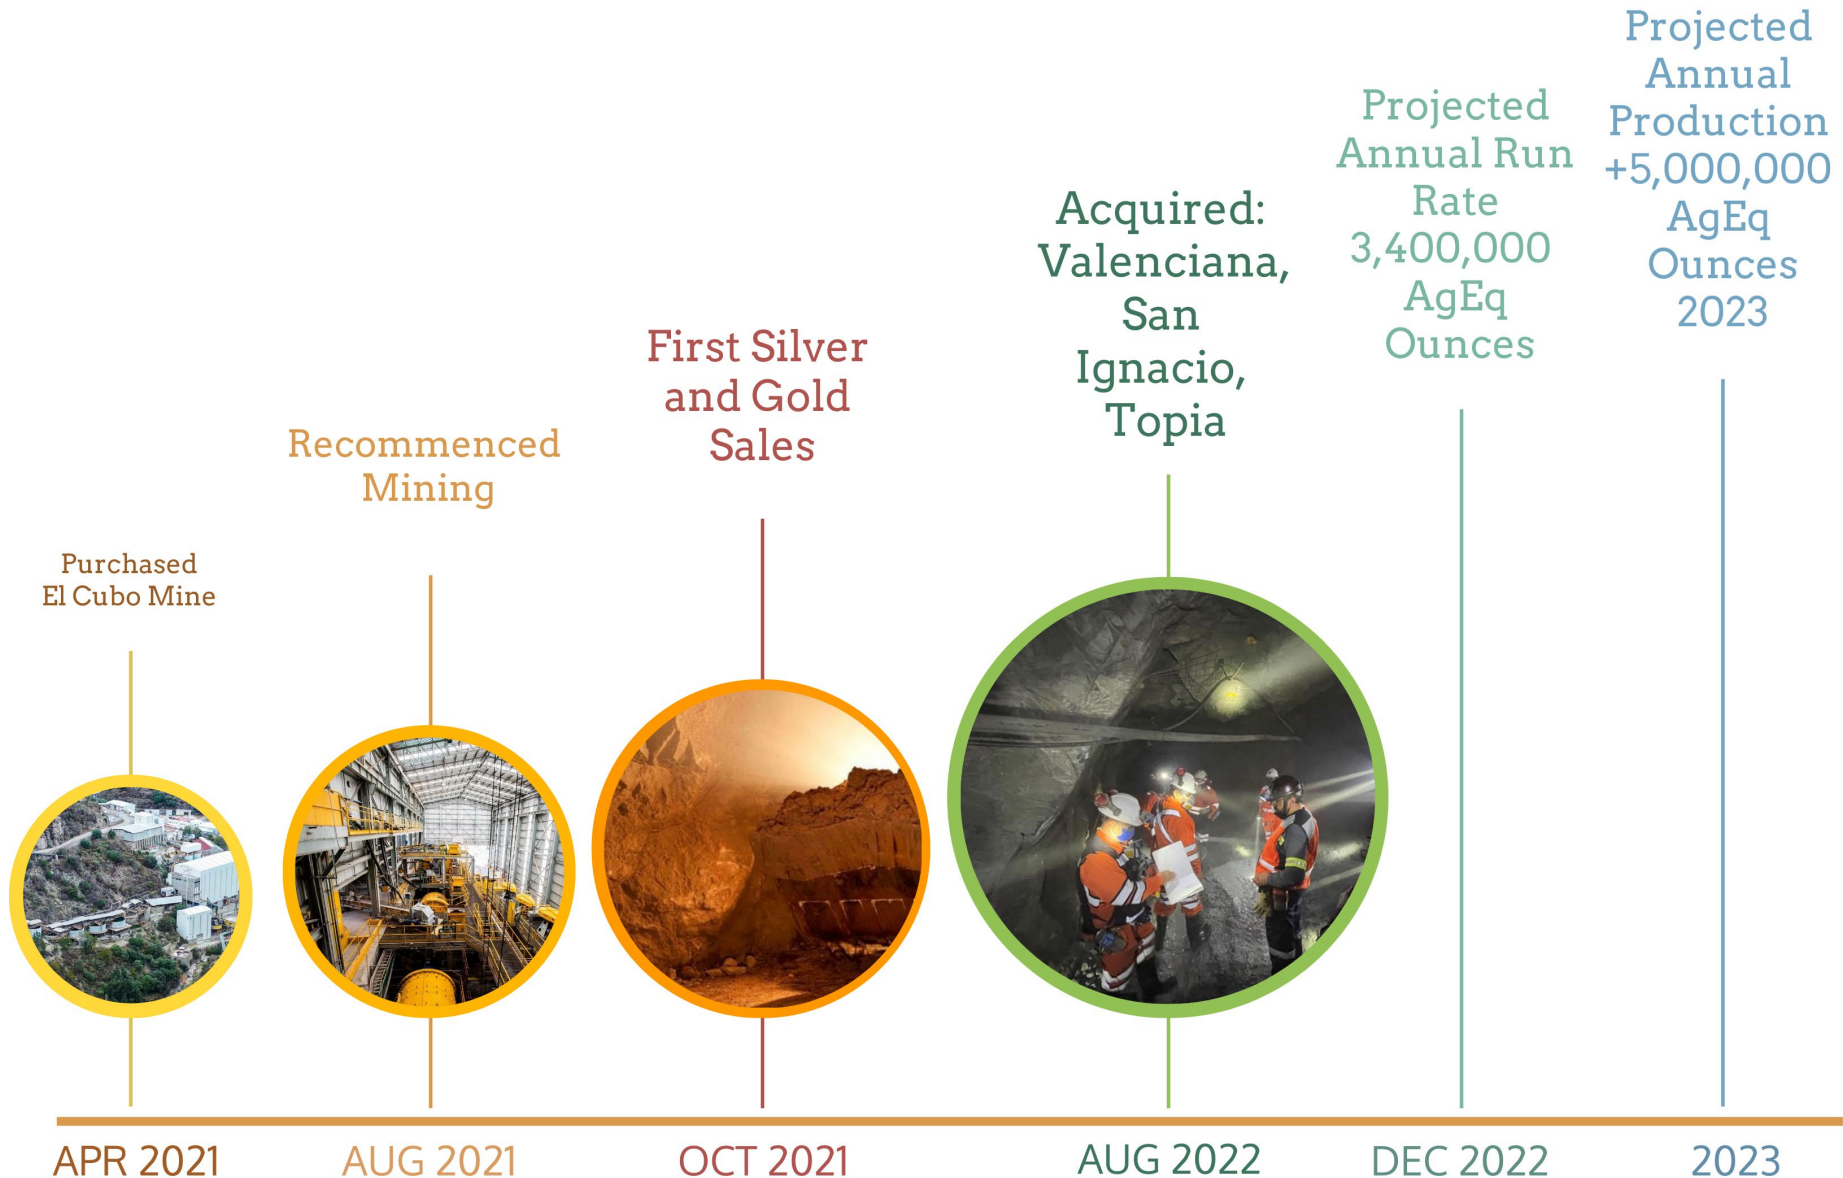 Purchased
El Cubo Mine
APR 2021
Recommenced
Mining
AUG 2021
First Silver
and Gold
Sales
OCT 2021
Acquired:
Valenciana,
San
Ignacio,
Topia
AUG 2022
Projected
Annual Run
Rate
3,400,000
AgEq
Ounces
DEC 2022
Projected
Annual
Production
+5,000,000
AgEq
Ounces
2023
2023